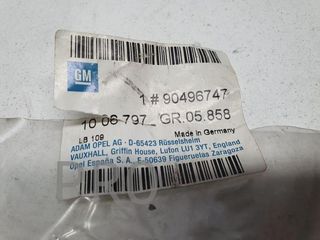 GM
1 # 90496747
10 06 797 GR.05.858
LB 109
Made in Germany
ADAM OPEL AG · D-65423 Rüsselsheim
VAUXHALL, Griffin House, Luton LU1 3YT, England
Opel España S. A., E-50639 Figueruelas Zaragoza